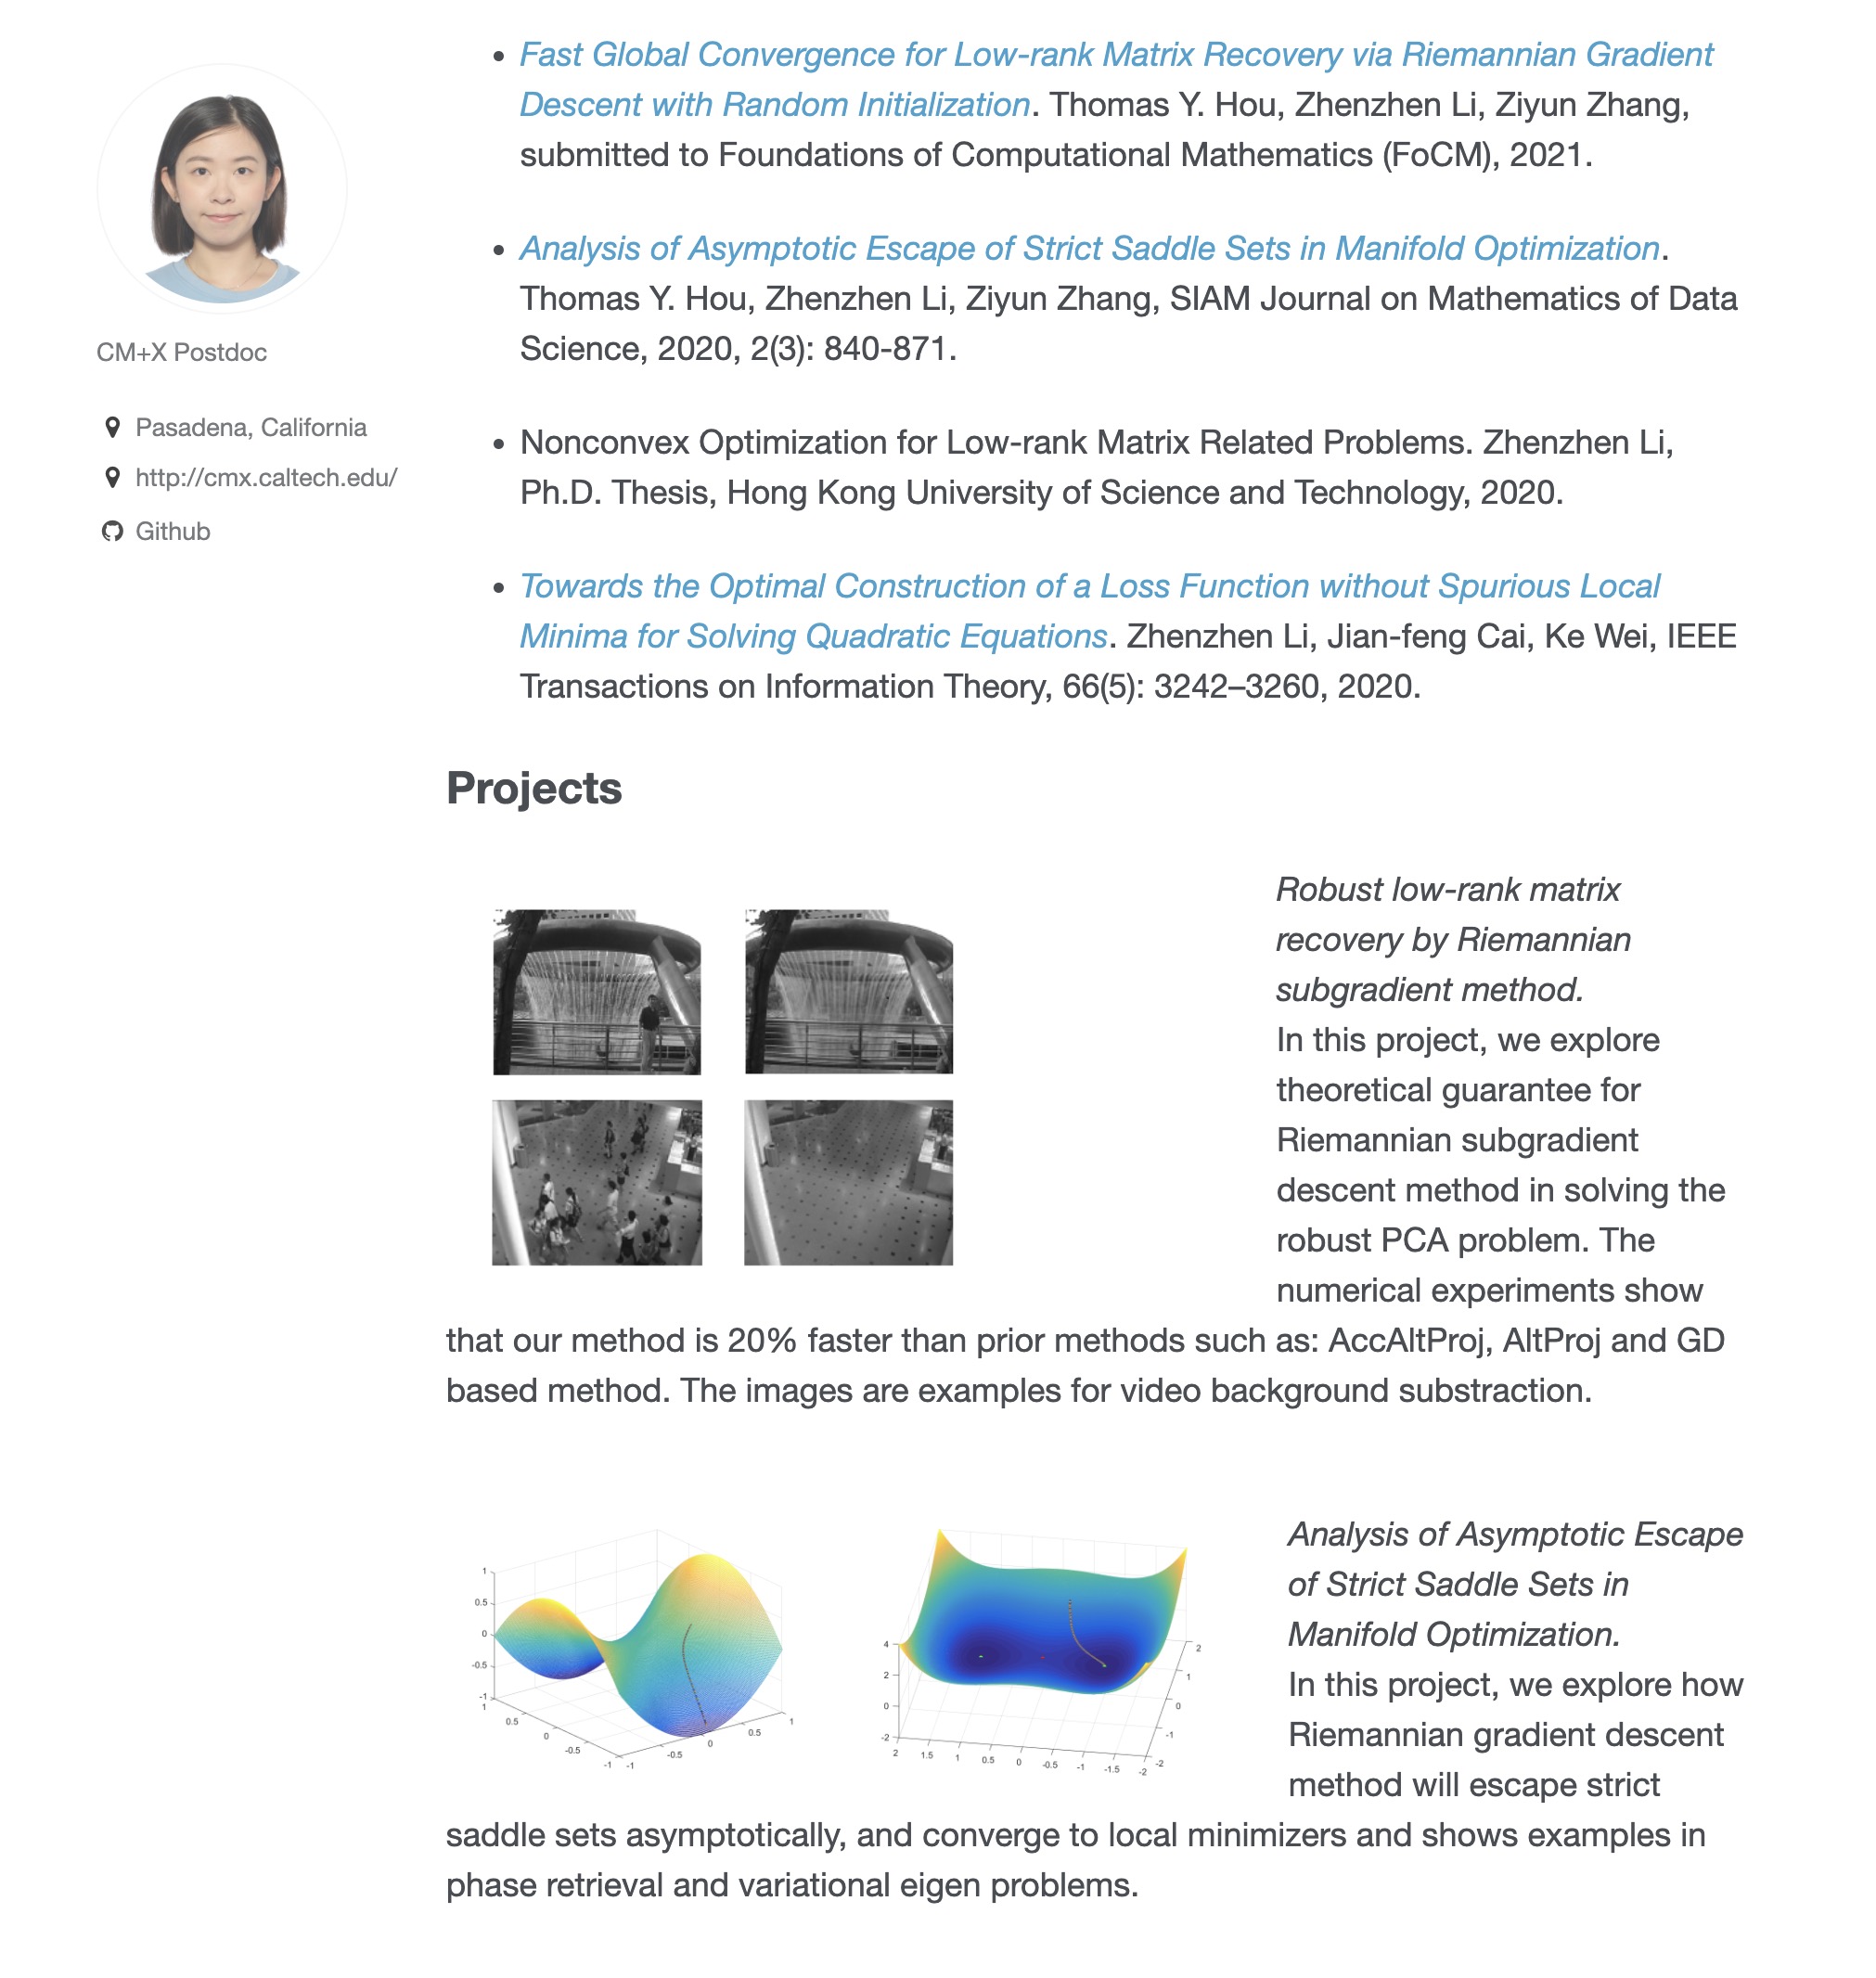 CM+X Postdoc
Pasadena, California
http://cmx.caltech.edu/
Github
• Fast Global Convergence for Low-rank Matrix Recovery via Riemannian Gradient
Descent with Random Initialization. Thomas Y. Hou, Zhenzhen Li, Ziyun Zhang,
submitted to Foundations of Computational Mathematics (FoCM), 2021.
• Analysis of Asymptotic Escape of Strict Saddle Sets in Manifold Optimization.
Thomas Y. Hou, Zhenzhen Li, Ziyun Zhang, SIAM Journal on Mathematics of Data
Science, 2020, 2(3): 840-871.
• Nonconvex Optimization for Low-rank Matrix Related Problems. Zhenzhen Li,
Ph.D. Thesis, Hong Kong University of Science and Technology, 2020.
• Towards the Optimal Construction of a Loss Function without Spurious Local
Minima for Solving Quadratic Equations. Zhenzhen Li, Jian-feng Cai, Ke Wei, IEEE
Transactions on Information Theory, 66(5): 3242–3260, 2020.
Projects
Robust low-rank matrix
recovery by Riemannian
subgradient method.
In this project, we explore
theoretical guarantee for
Riemannian subgradient
descent method in solving the
robust PCA problem. The
numerical experiments show
that our method is 20% faster than prior methods such as: AccAltProj, AltProj and GD
based method. The images are examples for video background substraction.
1
0.5
0
-0.5
-1
1
0.5
0
-0.5
-1
-1
-0.5
0
0.5
1
4
2
0
-2
2
1.5
1
0.5
0
-0.5
-1
-1.5
-2
-2
-1
0
1
2
Analysis of Asymptotic Escape
of Strict Saddle Sets in
Manifold Optimization.
In this project, we explore how
Riemannian gradient descent
method will escape strict
saddle sets asymptotically, and converge to local minimizers and shows examples in
phase retrieval and variational eigen problems.